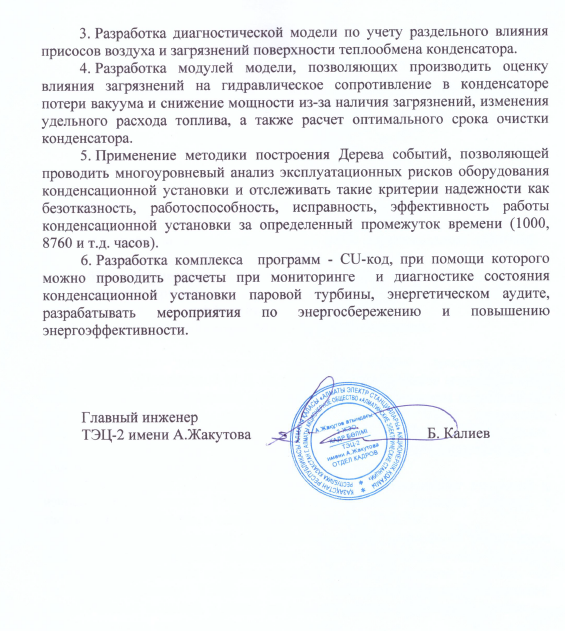 3. Разработка диагностической модели по учету раздельного влияния
присосов воздуха и загрязнений поверхности теплообмена конденсатора.
4. Разработка модулей модели, позволяющих производить оценку
влияния загрязнений на гидравлическое сопротивление в конденсаторе
потери вакуума и снижение мощности из-за наличия загрязнений, изменения
удельного расхода топлива, а также расчет оптимального срока очистки
конденсатора.
5. Применение методики построения Дерева событий, позволяющей
проводить многоуровневый анализ эксплуатационных рисков оборудования
конденсационной установки и отслеживать такие критерии надежности как
безотказность, работоспособность, исправность, эффективность работы
конденсационной установки за определенный промежуток времени (1000,
8760 и т.д. часов).
6. Разработка комплекса программ - CU-код, при помощи которого
можно проводить расчеты при мониторинге и диагностике состояния
конденсационной установки паровой турбины, энергетическом аудите,
разрабатывать мероприятия по энергосбережению и повышению
энергоэффективности.
Главный инженер
ТЭЦ-2 имени А.Жакутова
Б. Калиев
КАДР БӨЛІМІ
ТЭЦ-2
имени А.Жакутова
ОТДЕЛ КАДРОВ